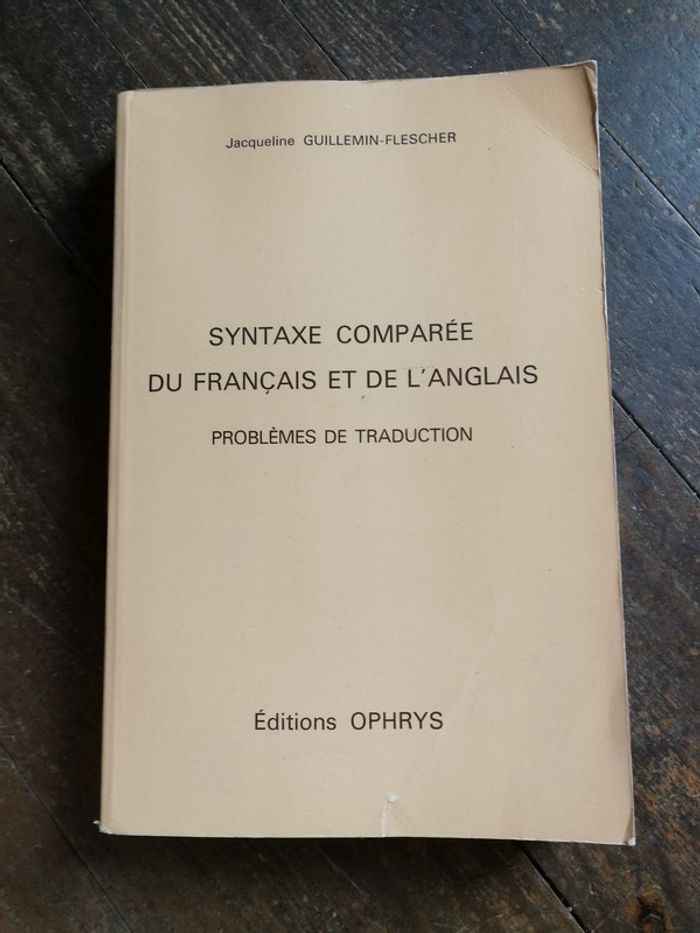 Jacqueline GUILLEMIN-FLESCHER
SYNTAXE COMPARÉE
DU FRANÇAIS ET DE L'ANGLAIS
PROBLÈMES DE TRADUCTION
Éditions OPHRYS